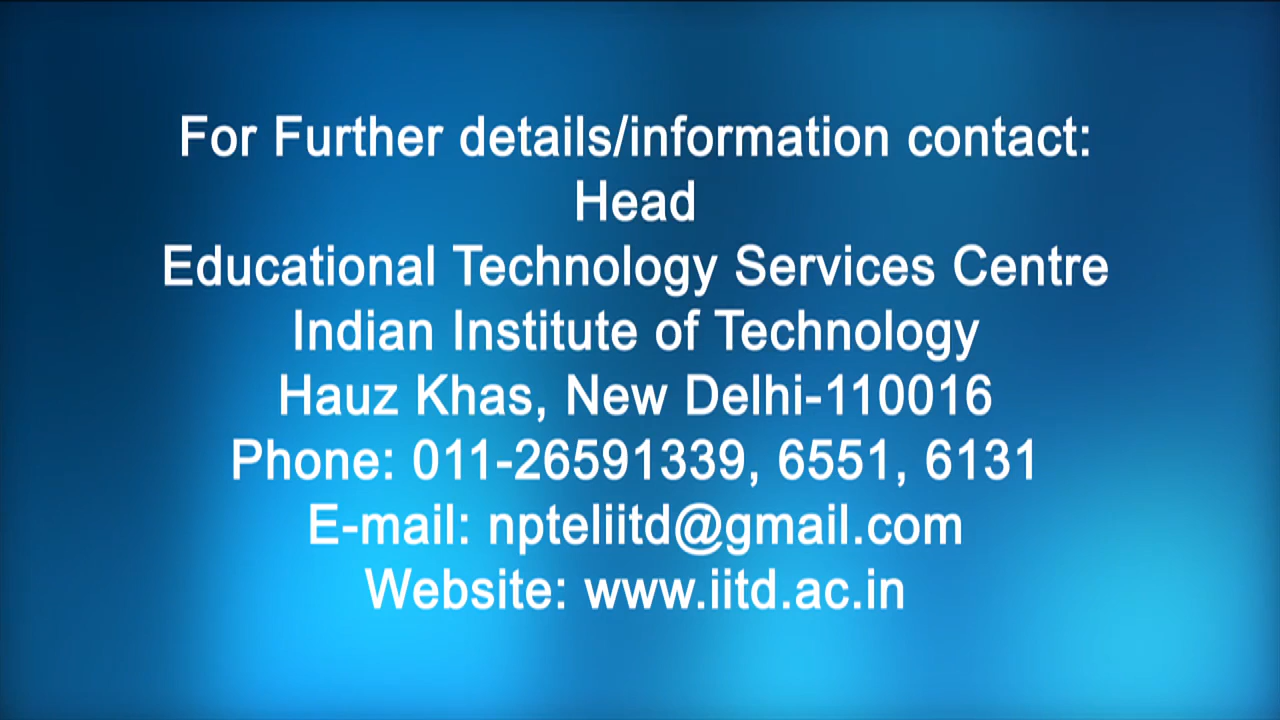 For Further details/information contact:
Head
Educational Technology Services Centre
Indian Institute of Technology
Hauz Khas, New Delhi-110016
Phone: 011-26591339, 6551, 6131
E-mail: npteliitd@gmail.com
Website: www.iitd.ac.in